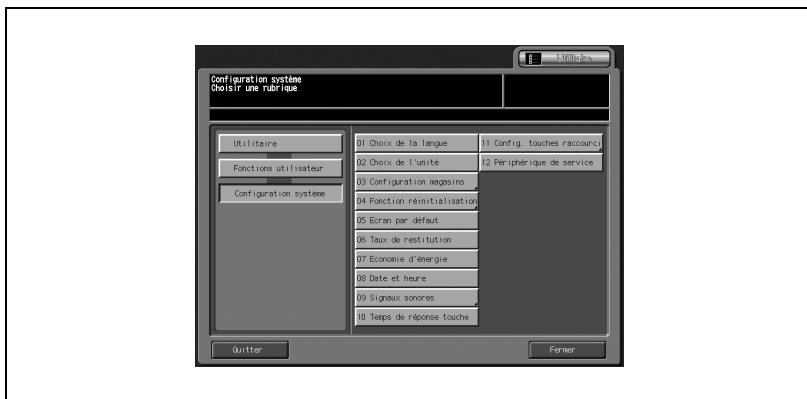 Utilitaire
Configuration système
Choisir une rubrique
Utilitaire
Fonctions utilisateur
Configuration système
01 Choix de la langue
02 Choix de l'unité
03 Configuration magasins
04 Fonction réinitialisation
05 Ecran par défaut
06 Taux de restitution
07 Economie d'énergie
08 Date et heure
09 Signaux sonores
10 Temps de réponse touche
11 Config. touches raccourci
12 Périphérique de service
Quitter
Fermer